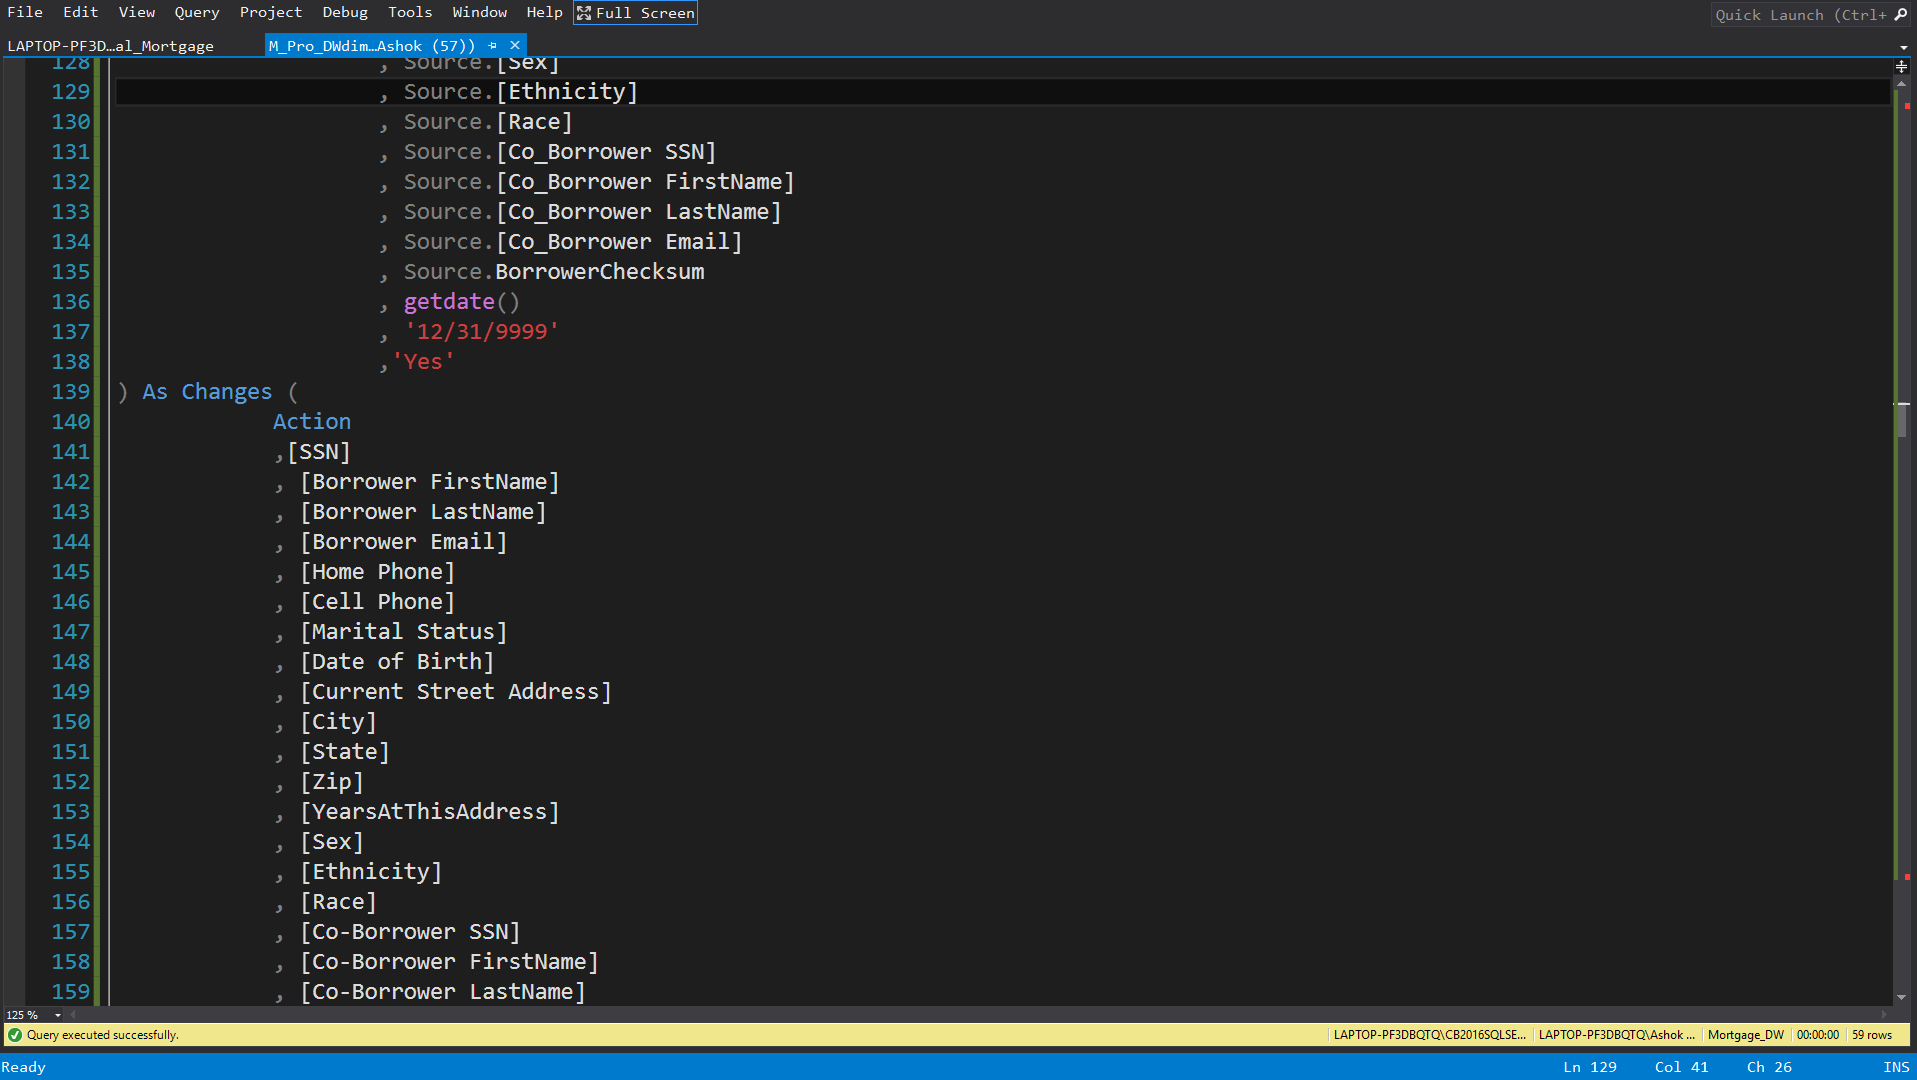 File Edit View Query Project Debug Tools Window Help Full Screen
Quick Launch (Ctrl+
LAPTOP-PF3D…al_Mortgage M_Pro_DWdim…Ashok (57))
128 , Source.[Sex]
129 , Source.[Ethnicity]
130 , Source.[Race]
131 , Source.[Co_Borrower SSN]
132 , Source.[Co_Borrower FirstName]
133 , Source.[Co_Borrower LastName]
134 , Source.[Co_Borrower Email]
135 , Source.BorrowerChecksum
136 , getdate()
137 , '12/31/9999'
138 ,'Yes'
139 ) As Changes (
140 Action
141 ,[SSN]
142 , [Borrower FirstName]
143 , [Borrower LastName]
144 , [Borrower Email]
145 , [Home Phone]
146 , [Cell Phone]
147 , [Marital Status]
148 , [Date of Birth]
149 , [Current Street Address]
150 , [City]
151 , [State]
152 , [Zip]
153 , [YearsAtThisAddress]
154 , [Sex]
155 , [Ethnicity]
156 , [Race]
157 , [Co-Borrower SSN]
158 , [Co-Borrower FirstName]
159 , [Co-Borrower LastName]
125 %
Query executed successfully. LAPTOP-PF3DBQTQ\CB2016SQLSE... LAPTOP-PF3DBQTQ\Ashok ... Mortgage_DW 00:00:00 59 rows
Ready Ln 129 Col 41 Ch 26 INS